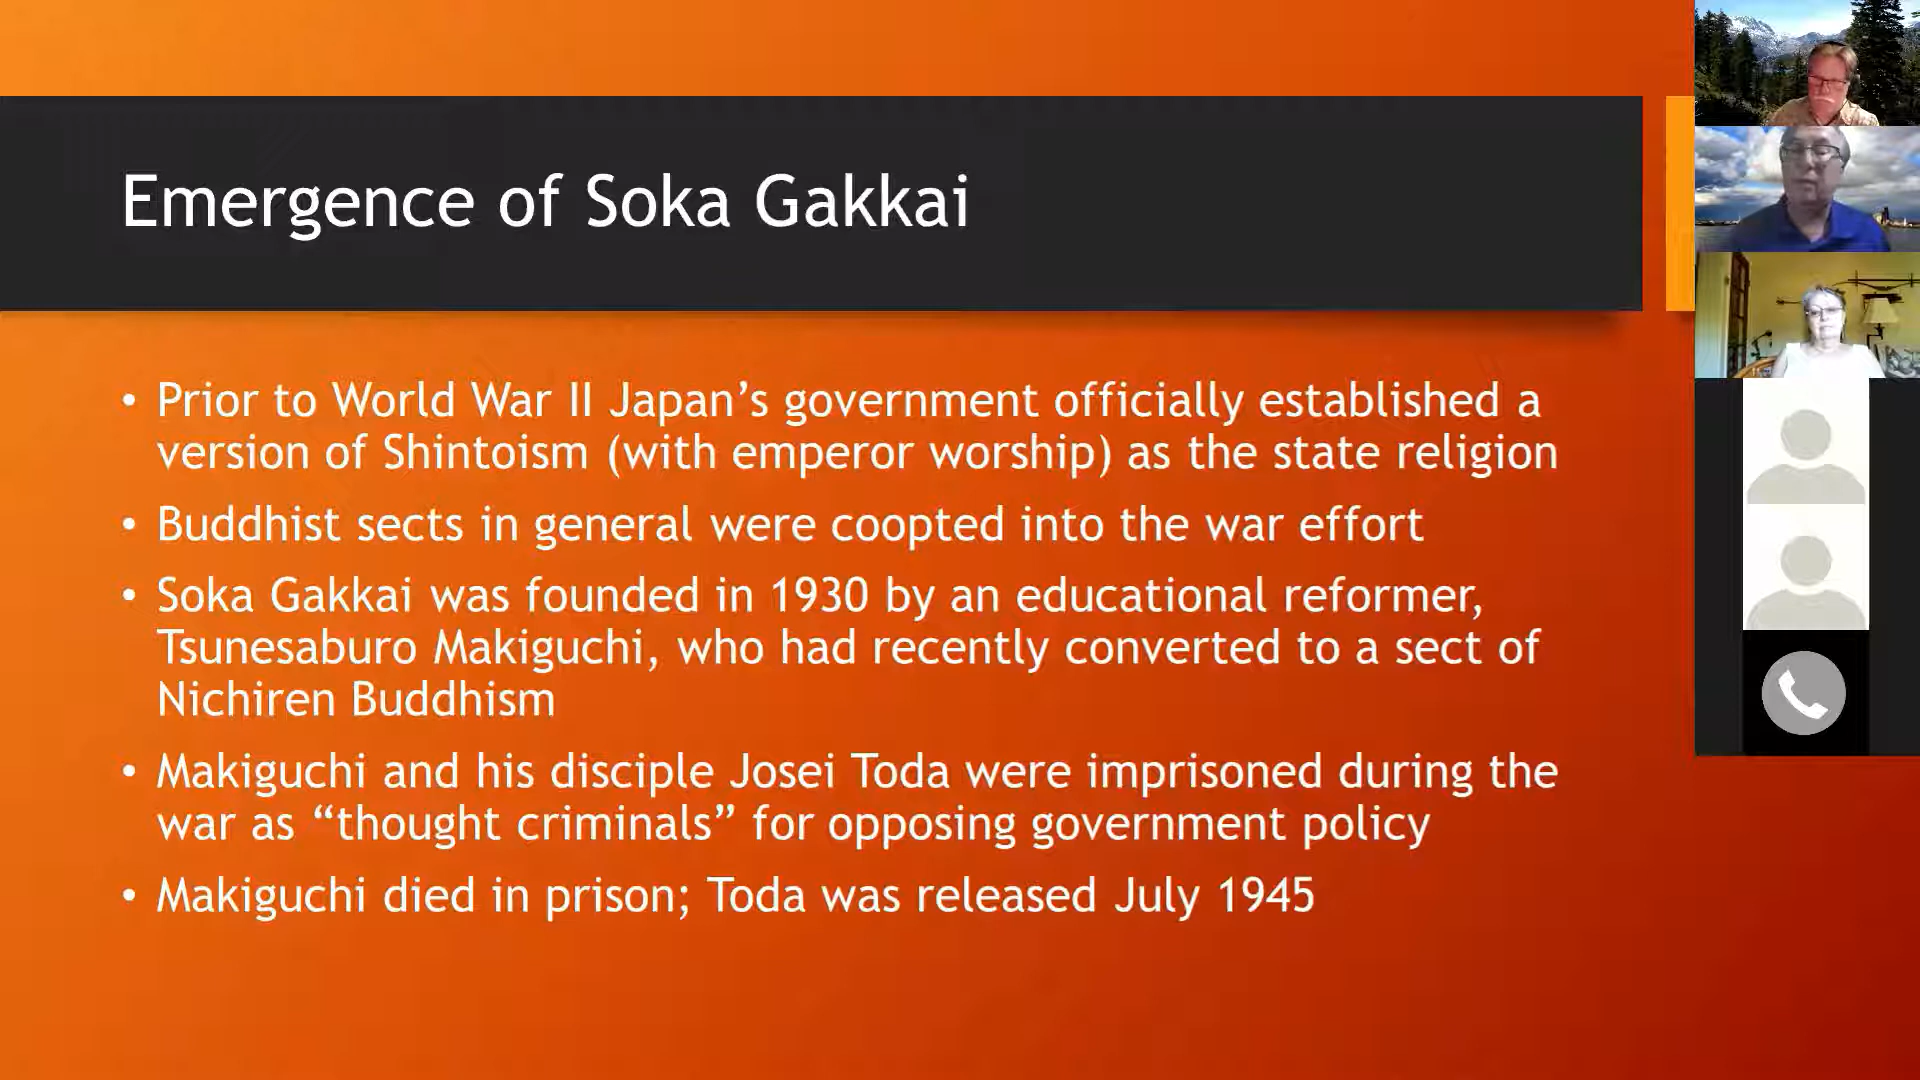 Emergence of Soka Gakkai
• Prior to World War II Japan’s government officially established a
version of Shintoism (with emperor worship) as the state religion
• Buddhist sects in general were coopted into the war effort
• Soka Gakkai was founded in 1930 by an educational reformer,
Tsunesaburo Makiguchi, who had recently converted to a sect of
Nichiren Buddhism
• Makiguchi and his disciple Josei Toda were imprisoned during the
war as “thought criminals” for opposing government policy
• Makiguchi died in prison; Toda was released July 1945